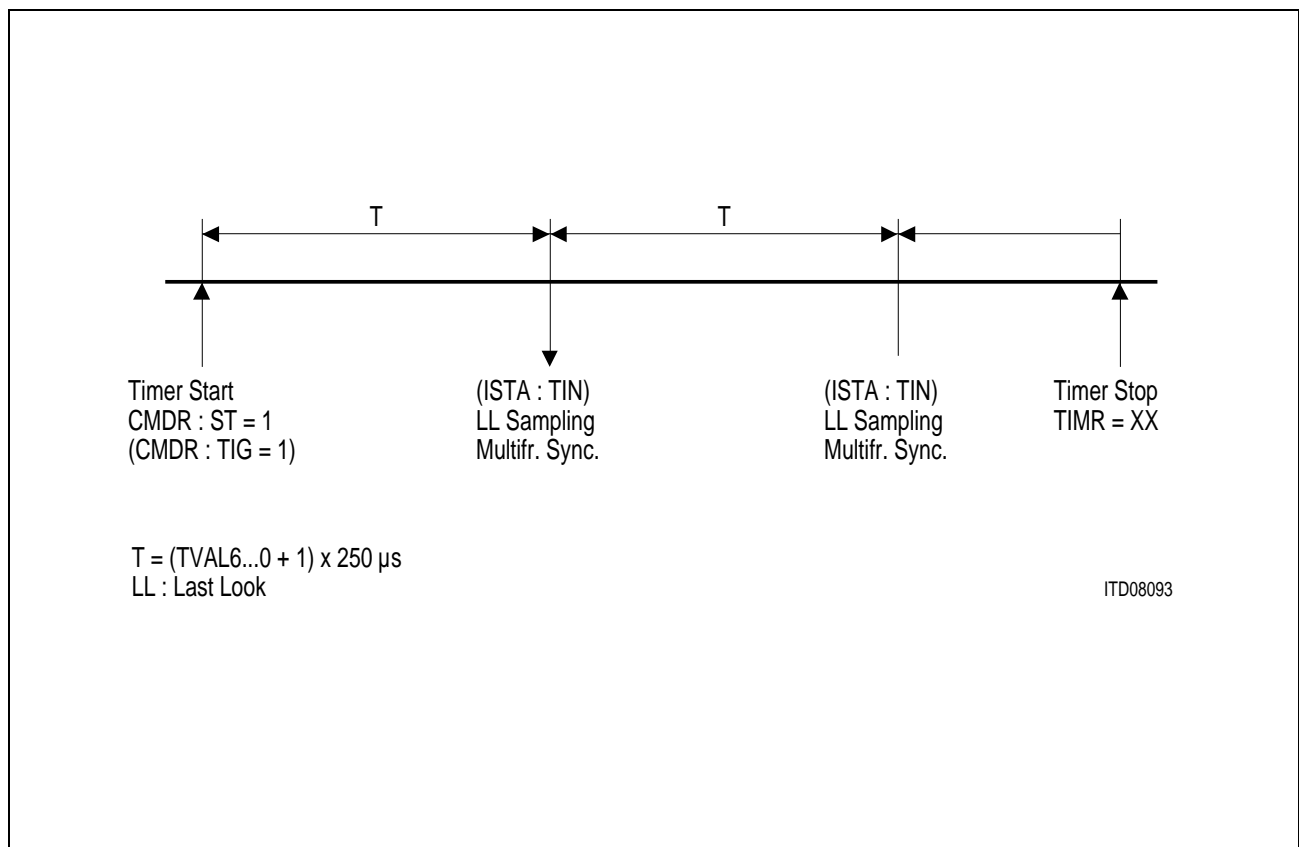 T
T
Timer Start
CMDR : ST = 1
(CMDR : TIG = 1)
(ISTA : TIN)
LL Sampling
Multifr. Sync.
(ISTA : TIN)
LL Sampling
Multifr. Sync.
Timer Stop
TIMR = XX
T = (TVAL6...0 + 1) x 250 µs
LL : Last Look
ITD08093